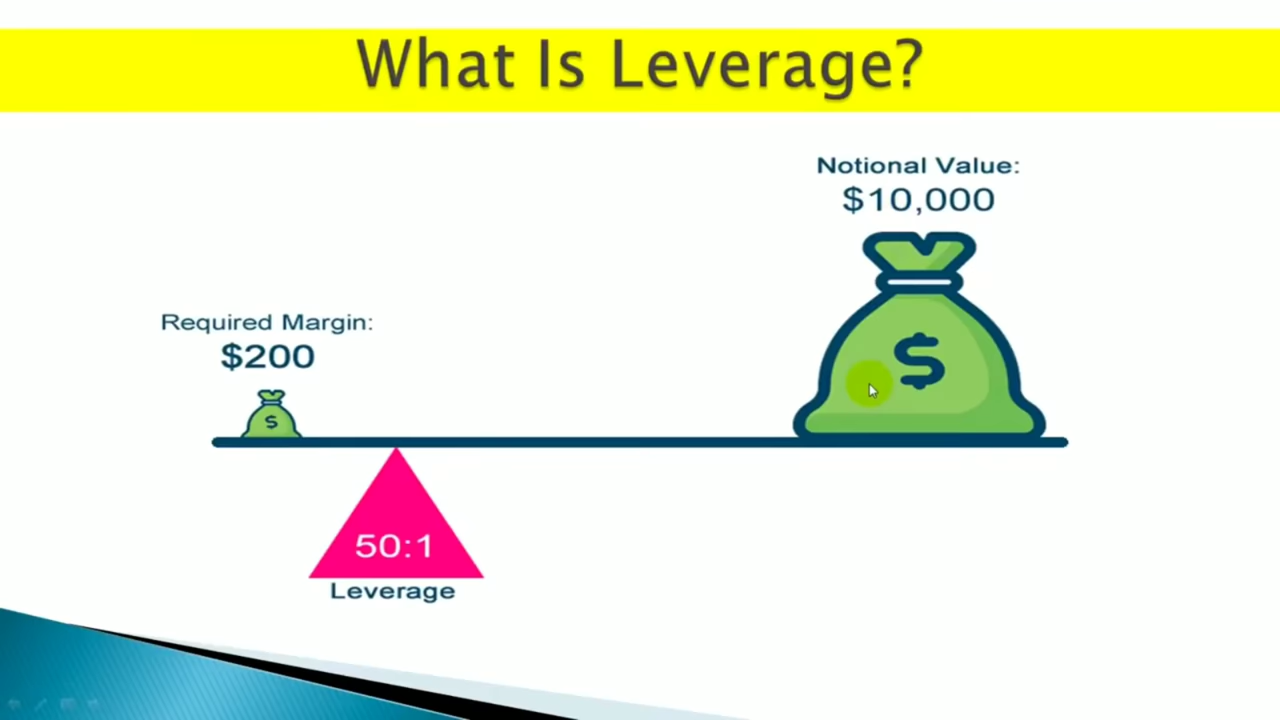 What Is Leverage?
Notional Value:
$10,000
$
Required Margin:
$200
$
50:1
Leverage